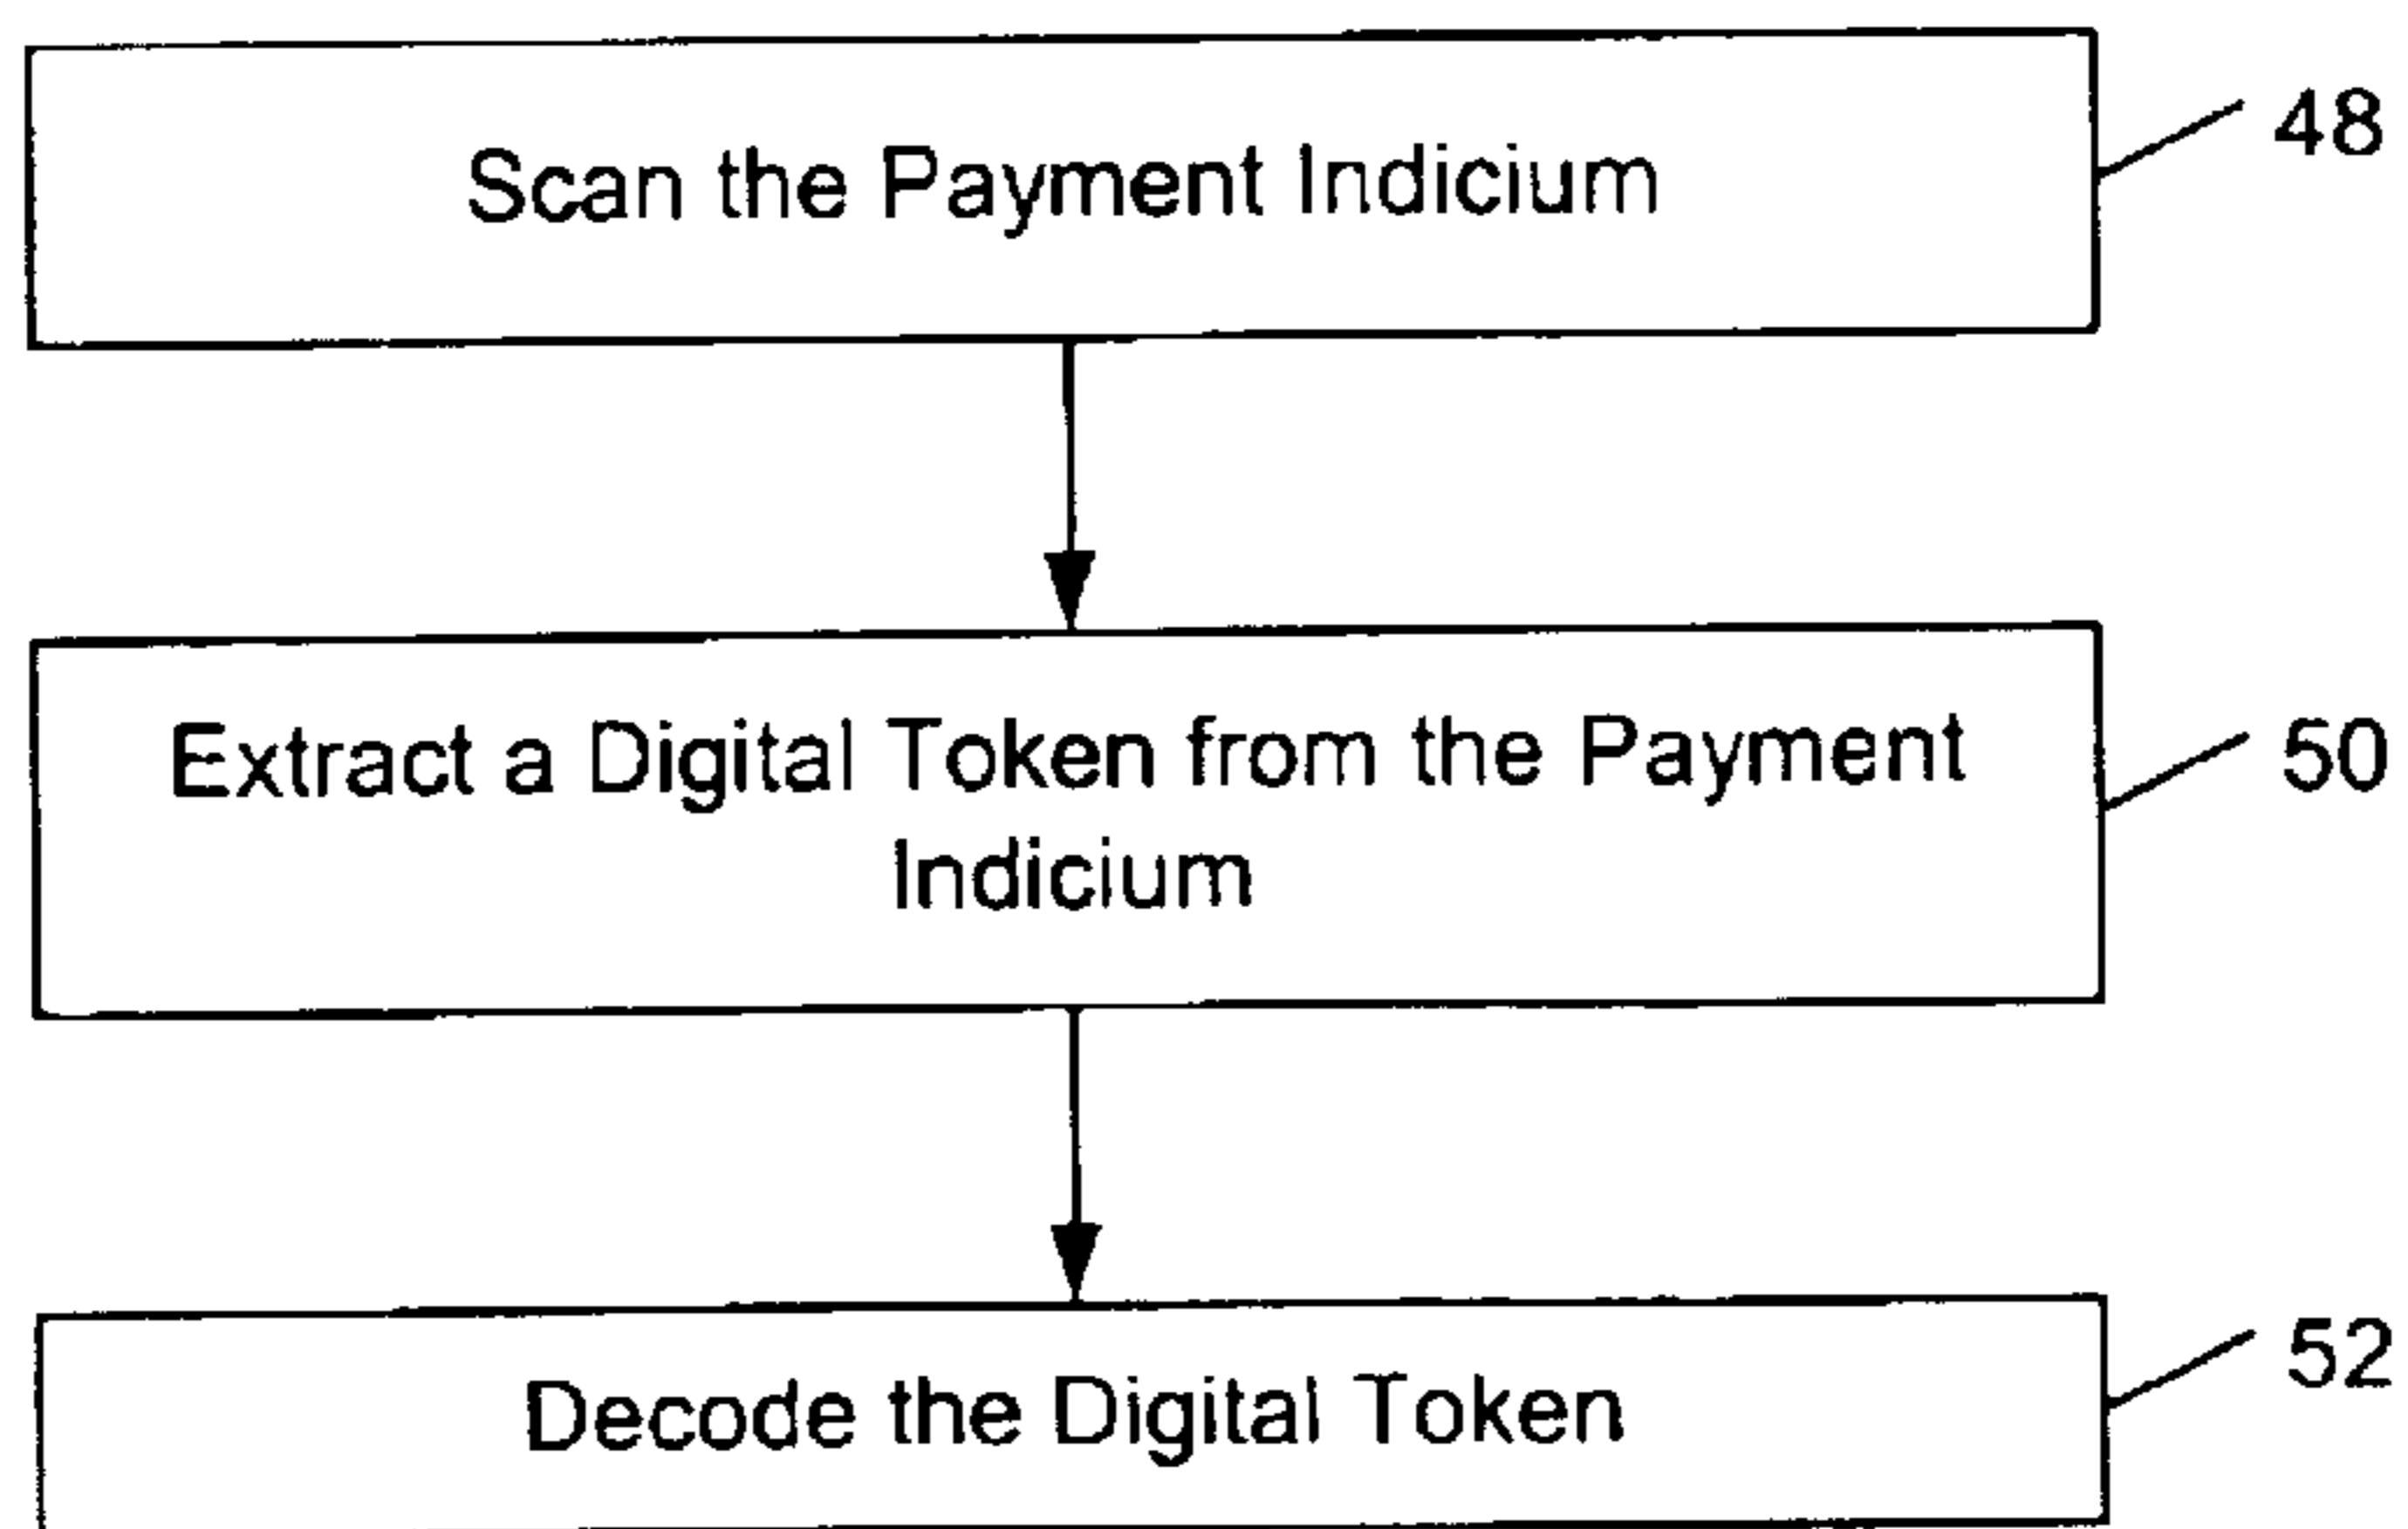 Scan the Payment Indicium
48
Extract a Digital Token from the Payment
Indicium
50
Decode the Digital Token
52